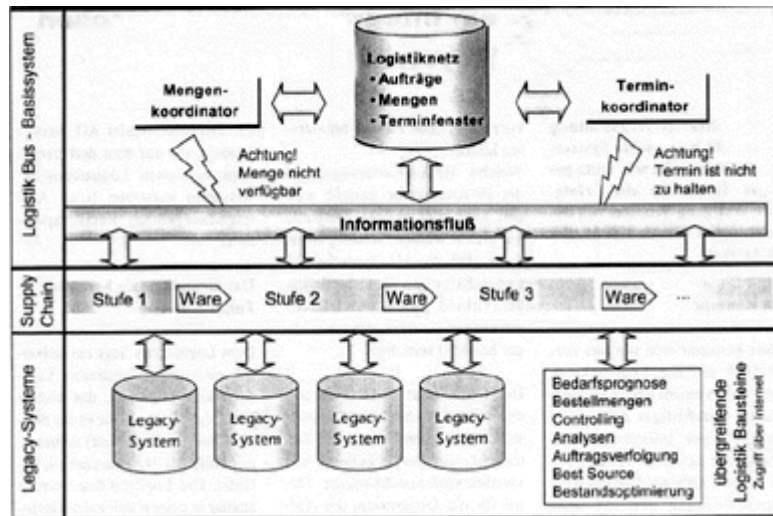 Logistik Bus - Basissystem
Mengen-
koordinator
Logistiknetz
• Aufträge
• Mengen
• Terminfenster
Termin-
koordinator
Achtung!
Menge nicht
verfügbar
Achtung!
Termin ist nicht
zu halten
Informationsfluß
Supply
Chain
Stufe 1
Ware
Stufe 2
Ware
Stufe 3
Ware
...
Legacy-Systeme
Legacy-
System
Legacy-
System
Legacy-
System
Legacy-
System
Bedarfsprognose
Bestellmengen
Controlling
Analysen
Auftragsverfolgung
Best Source
Bestandsoptimierung
übergreifende
Logistik Bausteine
Zugriff über Internet